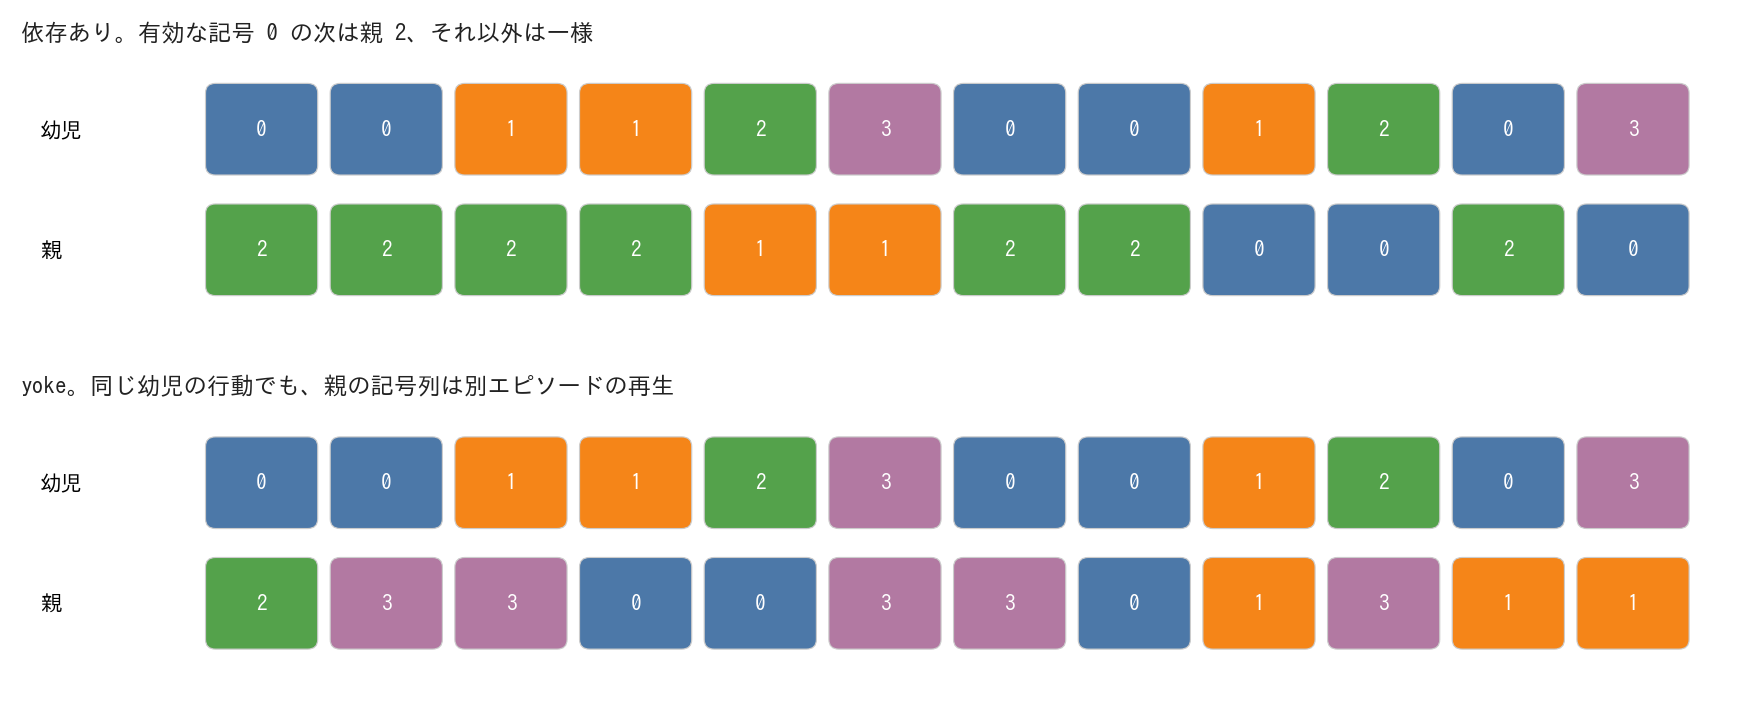 依存あり。有効な記号 0 の次は親 2、それ以外は一様
幼児 0 0 1 1 2 3 0 0 1 2 0 3
親 2 2 2 2 1 1 2 2 0 0 2 0
yoke。同じ幼児の行動でも、親の記号列は別エピソードの再生
幼児 0 0 1 1 2 3 0 0 1 2 0 3
親 2 3 3 0 0 3 3 0 1 3 1 1